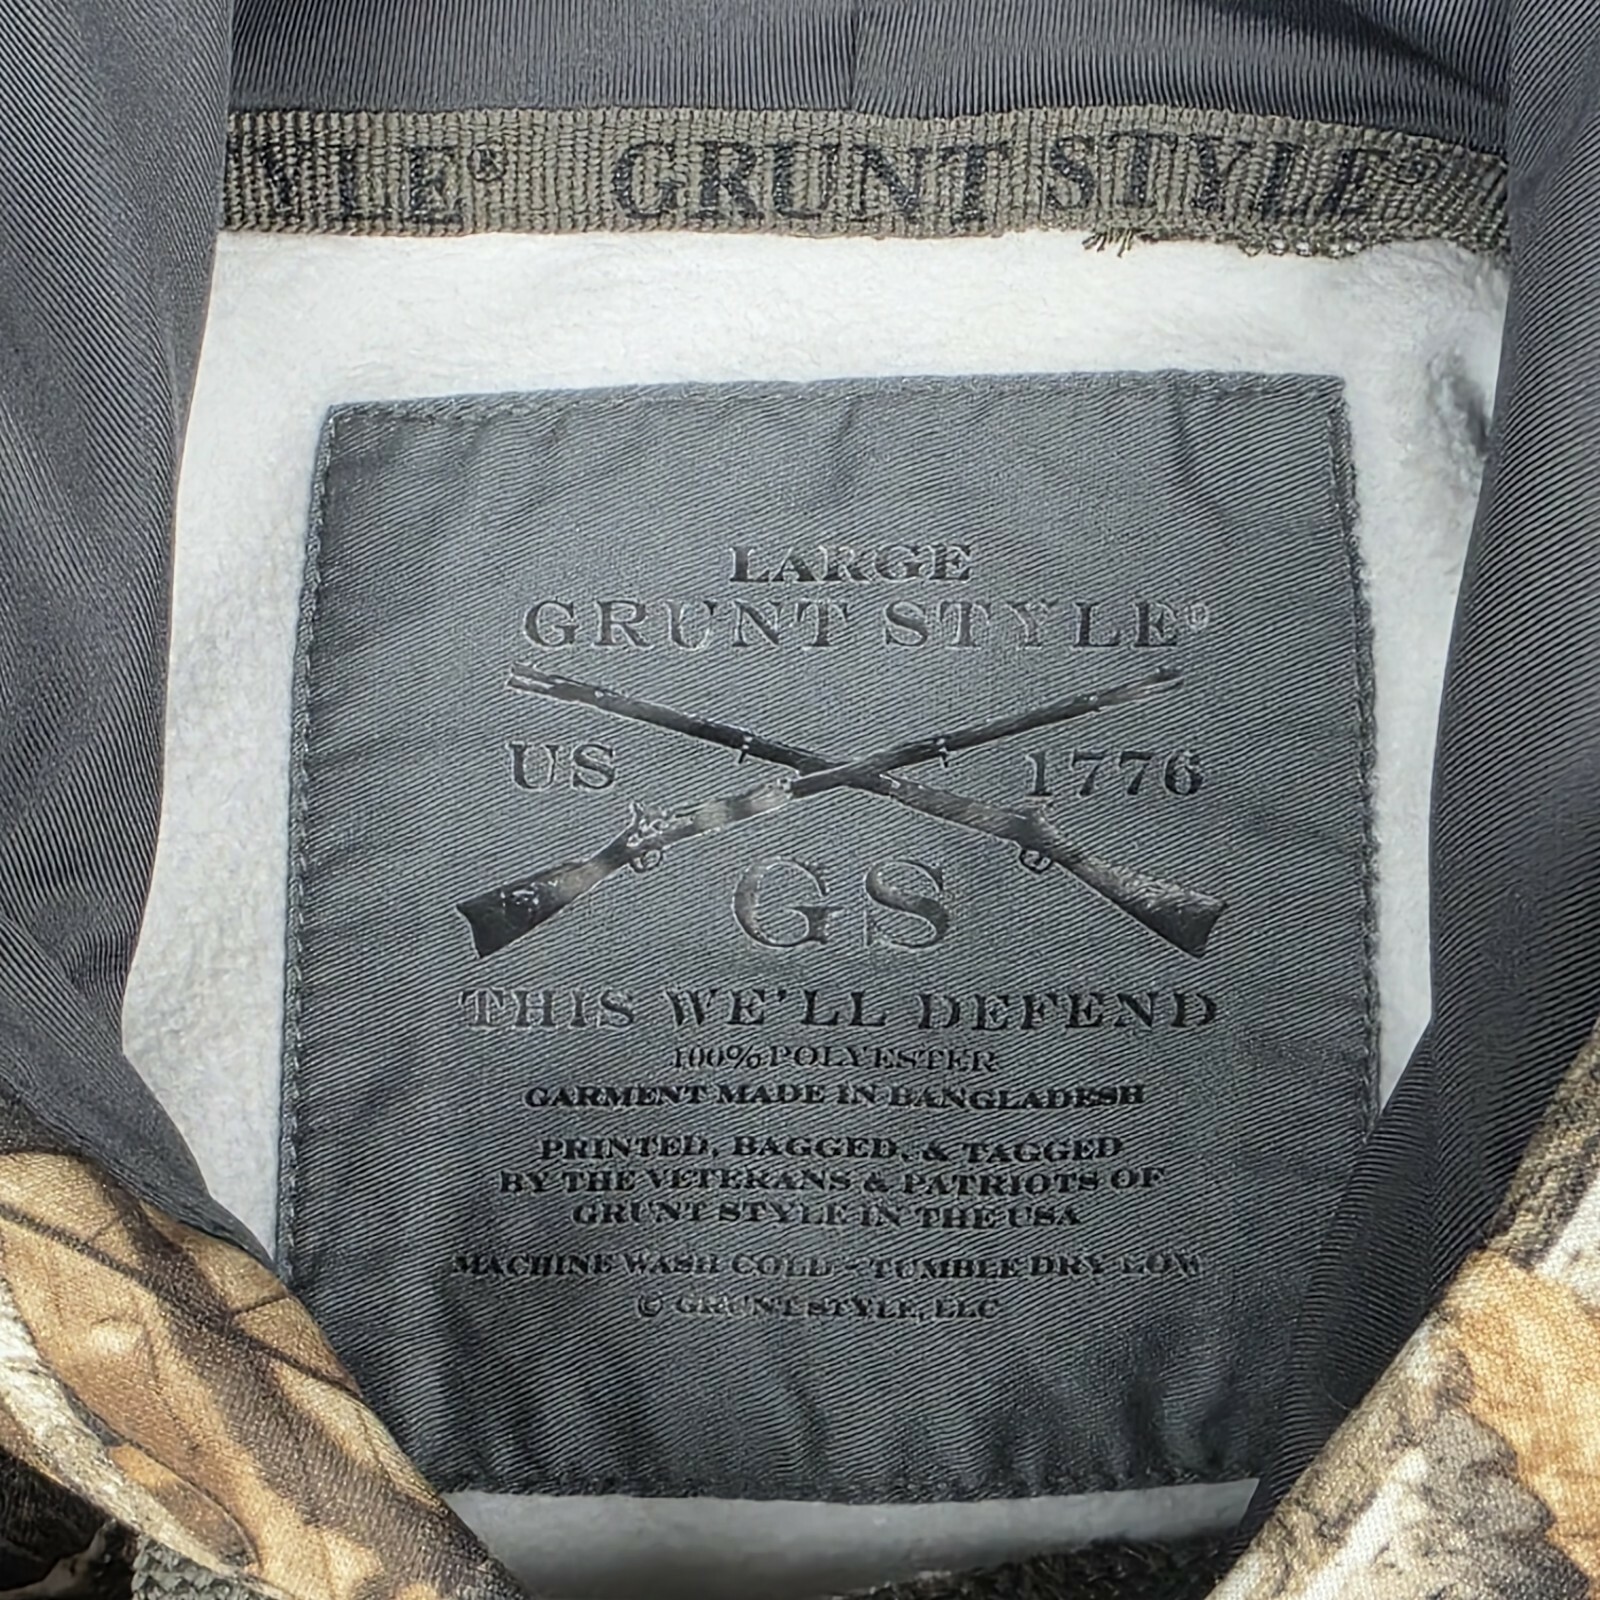 YLE® GRUNT STYLE®
LARGE
GRUNT STYLE®
US 1776
GS
THIS WE'LL DEFEND
100% POLYESTER
GARMENT MADE IN BANGLADESH
PRINTED, BAGGED, & TAGGED
BY THE VETERANS & PATRIOTS OF
GRUNT STYLE IN THE USA
MACHINE WASH COLD - TUMBLE DRY LOW
© GRUNT STYLE, LLC